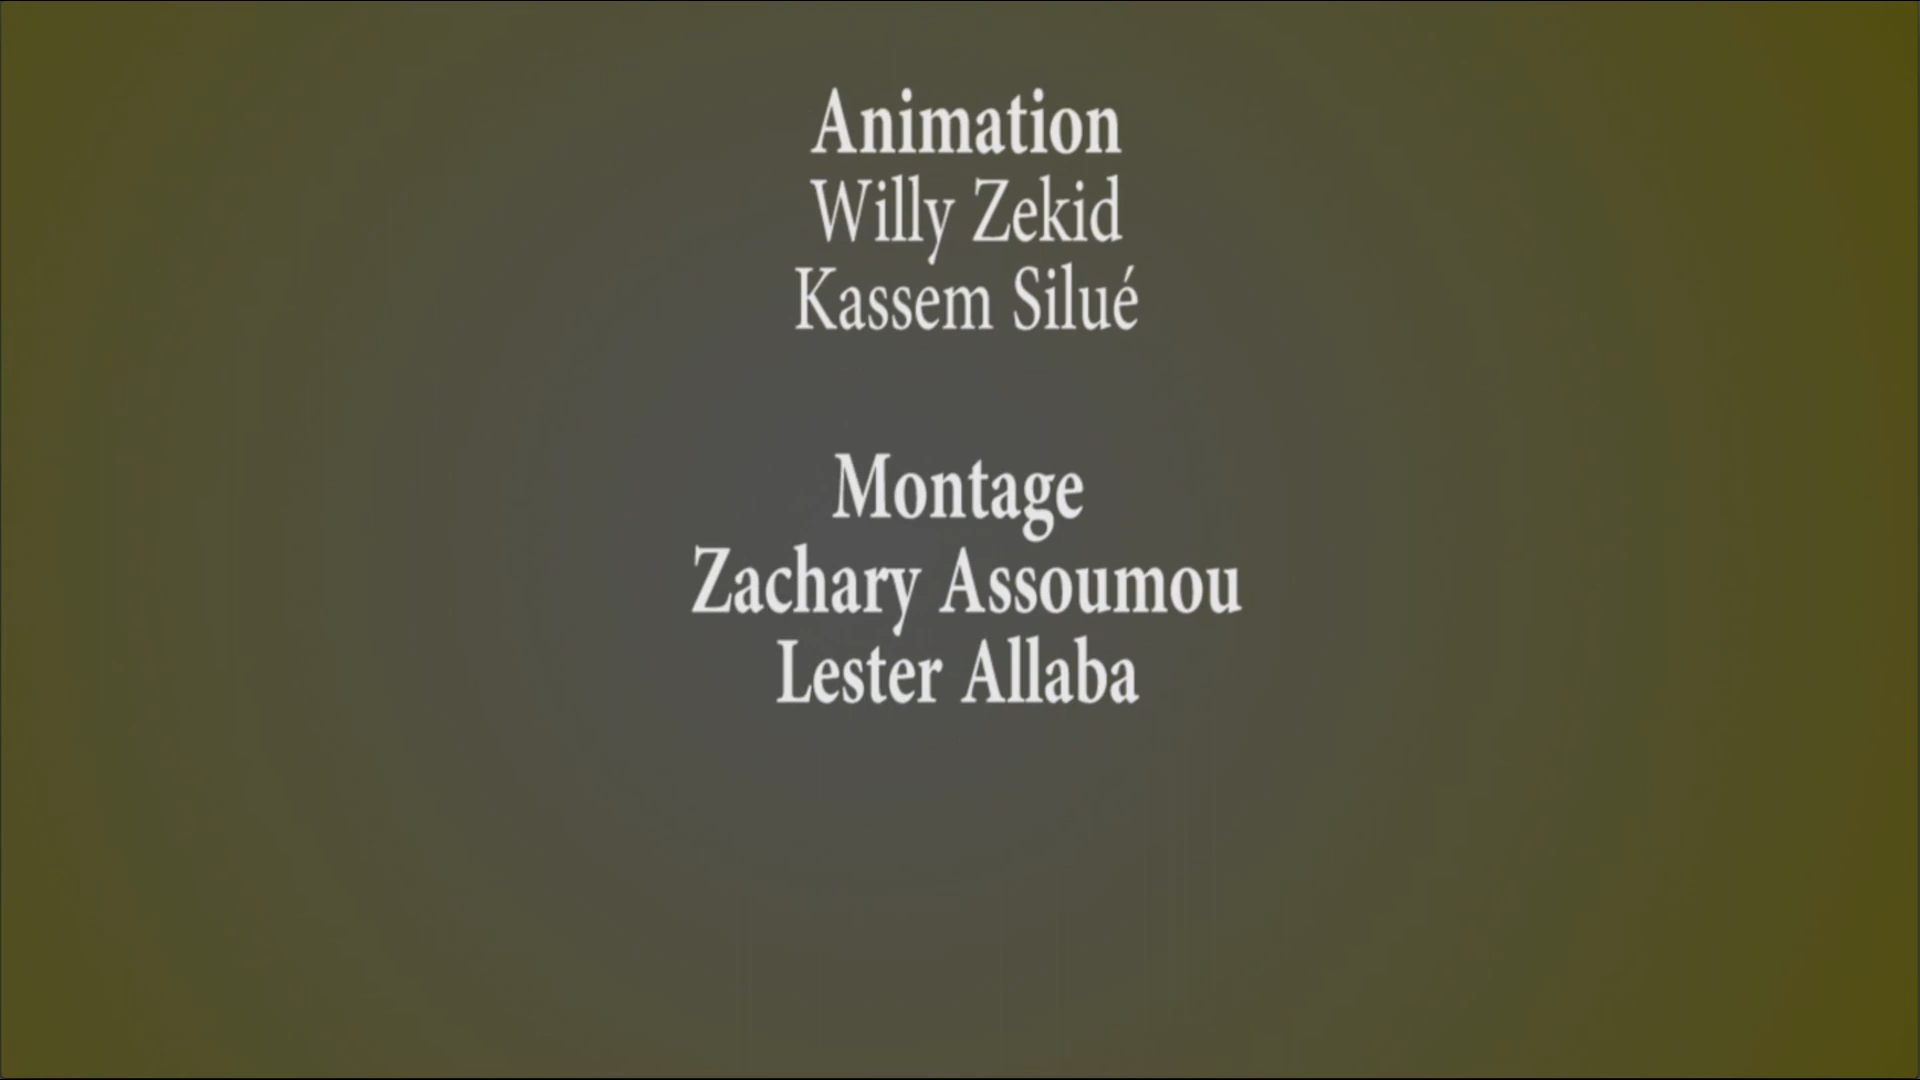 Animation
Willy Zekid
Kassem Silué
Montage
Zachary Assoumou
Lester Allaba